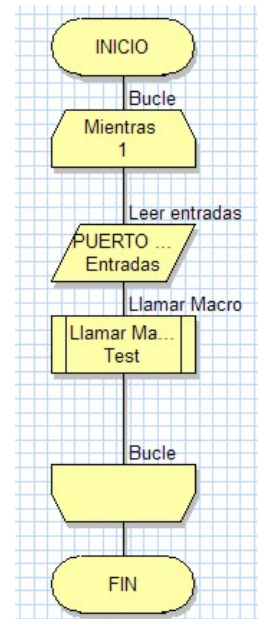 INICIO
Bucle
Mientras
1
Leer entradas
PUERTO ...
Entradas
Llamar Macro
Llamar Ma...
Test
Bucle
FIN